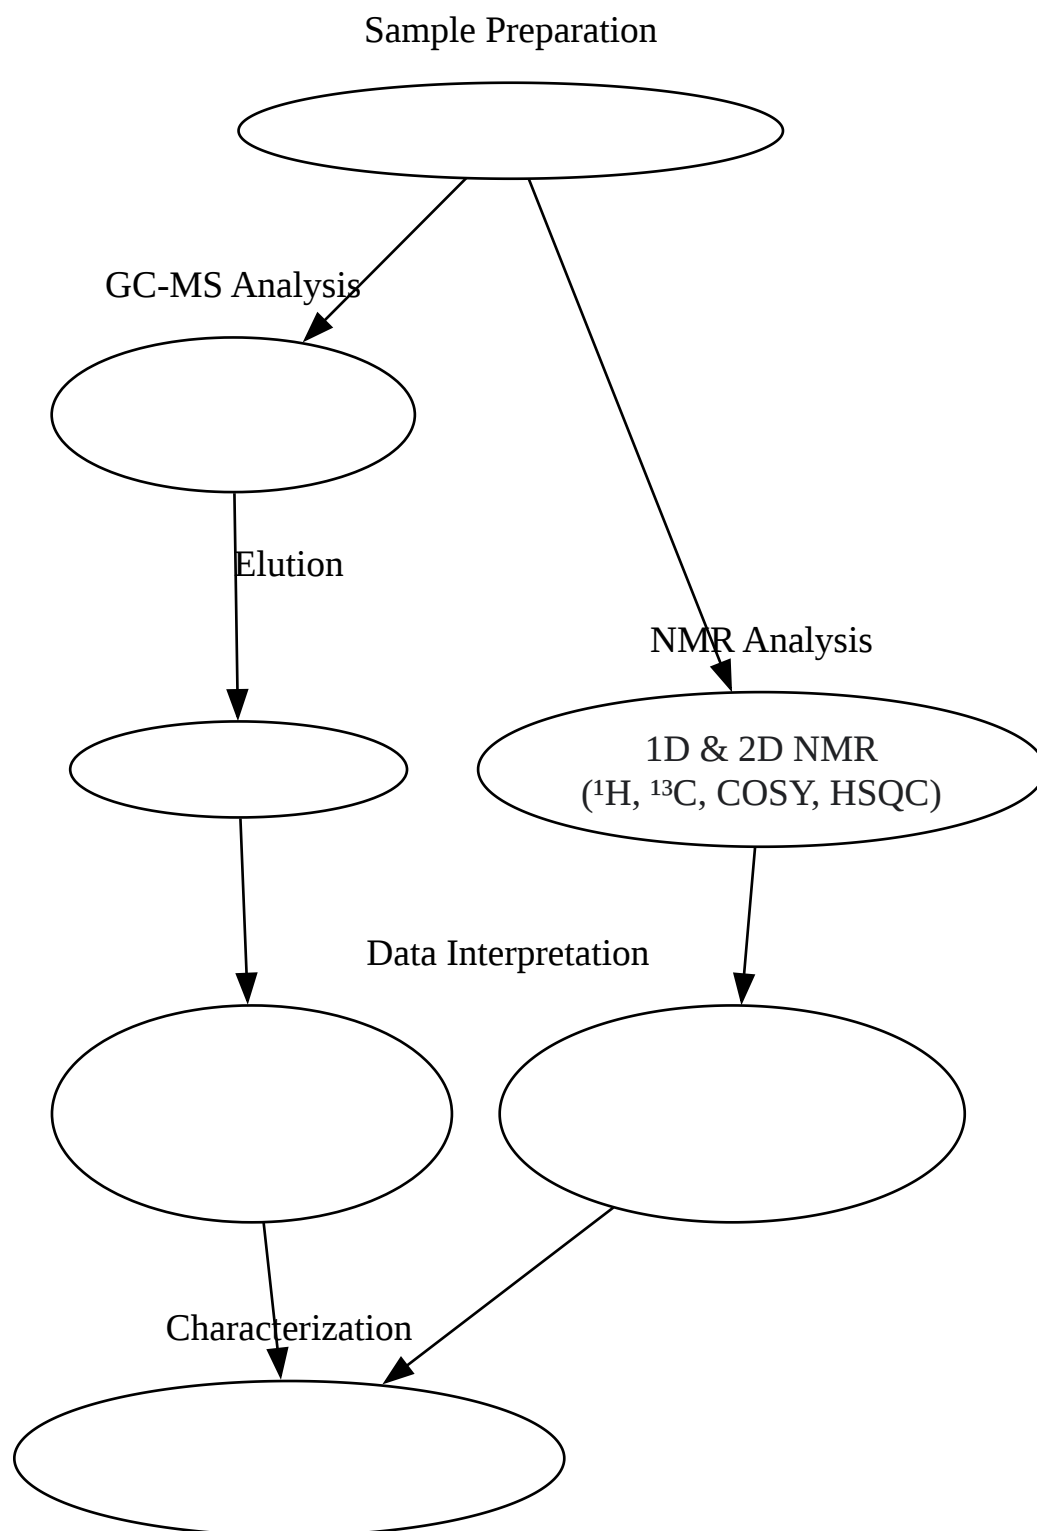 Sample Preparation
GC-MS Analysis
Elution
NMR Analysis
1D & 2D NMR
(¹H, ¹³C, COSY, HSQC)
Data Interpretation
Characterization